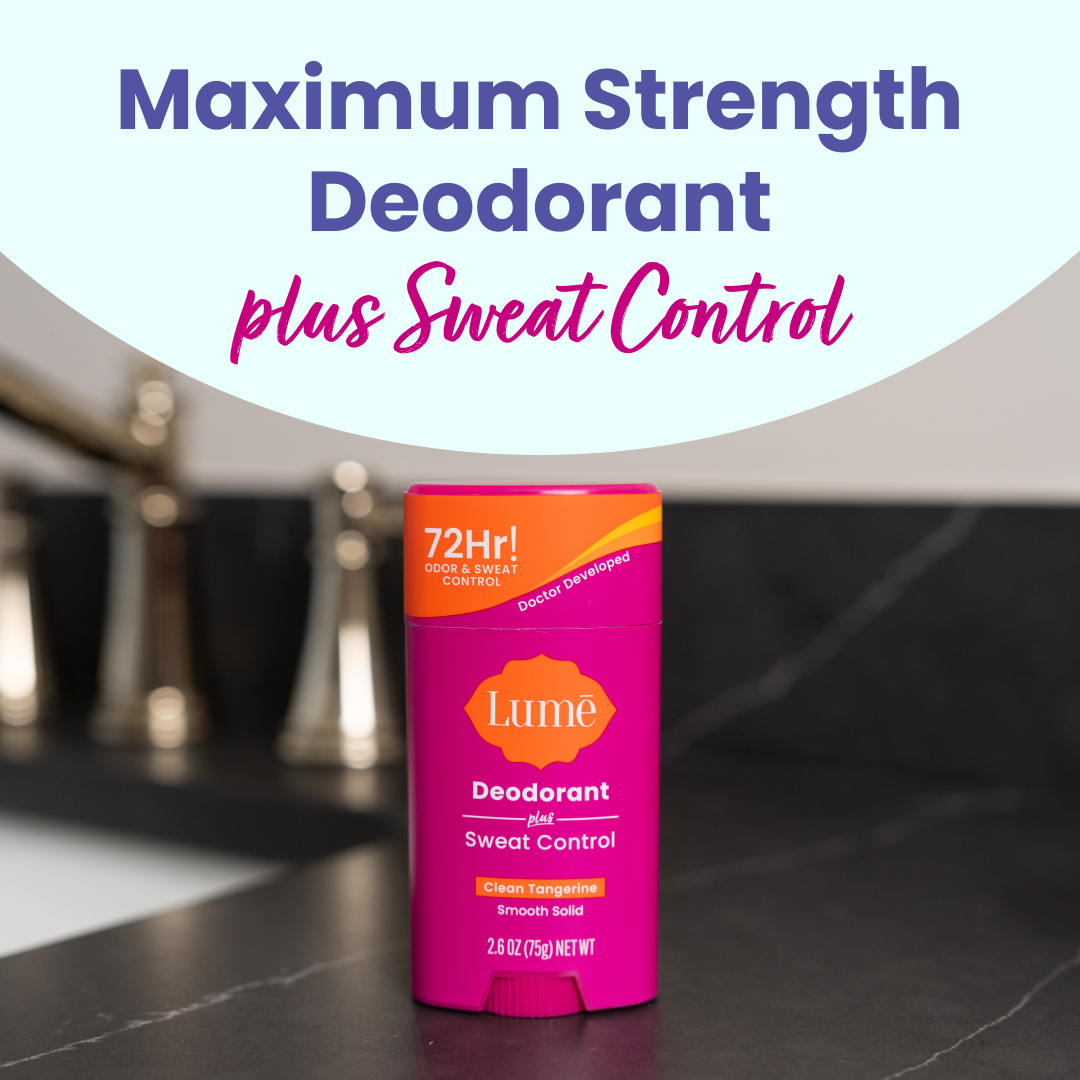 Maximum Strength
Deodorant
plus Sweat Control
72Hr!
ODOR & SWEAT
CONTROL
Doctor Developed
Lumē
Deodorant
plus
Sweat Control
Clean Tangerine
Smooth Solid
2.6 OZ (75g) NET WT